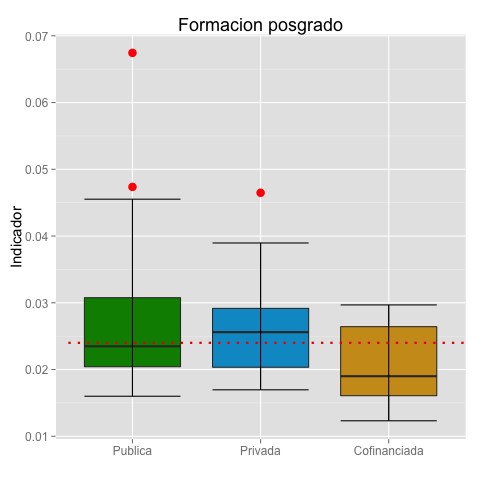 Formacion posgrado
Indicador
0.07
0.06
0.05
0.04
0.03
0.02
0.01
Publica
Privada
Cofinanciada